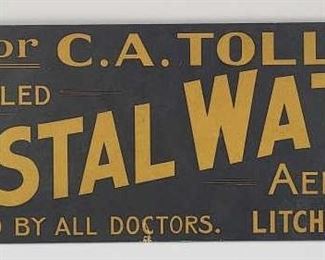 or C.A. TOLL
LED
STAL WAT
AE
D BY ALL DOCTORS. LITCH